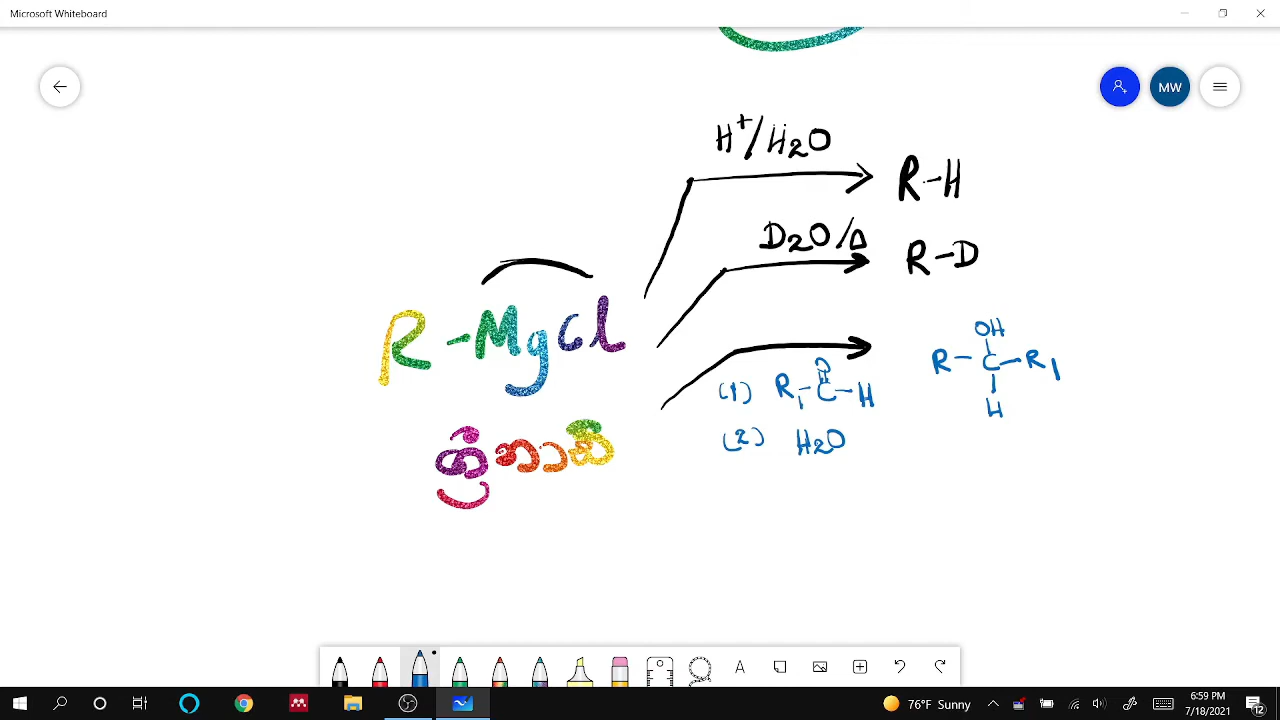 Microsoft Whiteboard
MW
H⁺/H₂O
R-H
D₂O/Δ
R-D
R-MgCl
OH
R-C-R₁
H
(1) R₁-C-H
O
(2) H₂O
A
76°F Sunny
6:59 PM
7/18/2021
12